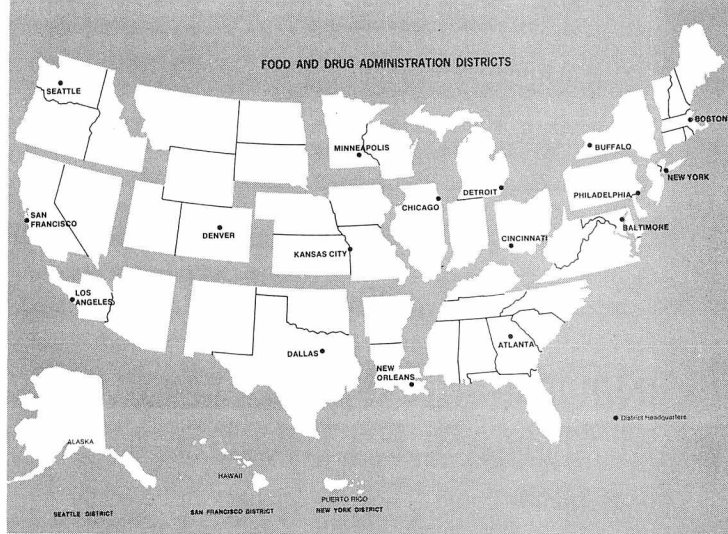 FOOD AND DRUG ADMINISTRATION DISTRICTS
SEATTLE
BOSTON
MINNEAPOLIS
BUFFALO
NEW YORK
DETROIT
PHILADELPHIA
CHICAGO
SAN
FRANCISCO
BALTIMORE
DENVER
CINCINNATI
KANSAS CITY
LOS
ANGELES
ATLANTA
DALLAS
NEW
ORLEANS
District Headquarters
ALASKA
HAWAII
PUERTO RICO
SEATTLE DISTRICT
SAN FRANCISCO DISTRICT
NEW YORK DISTRICT